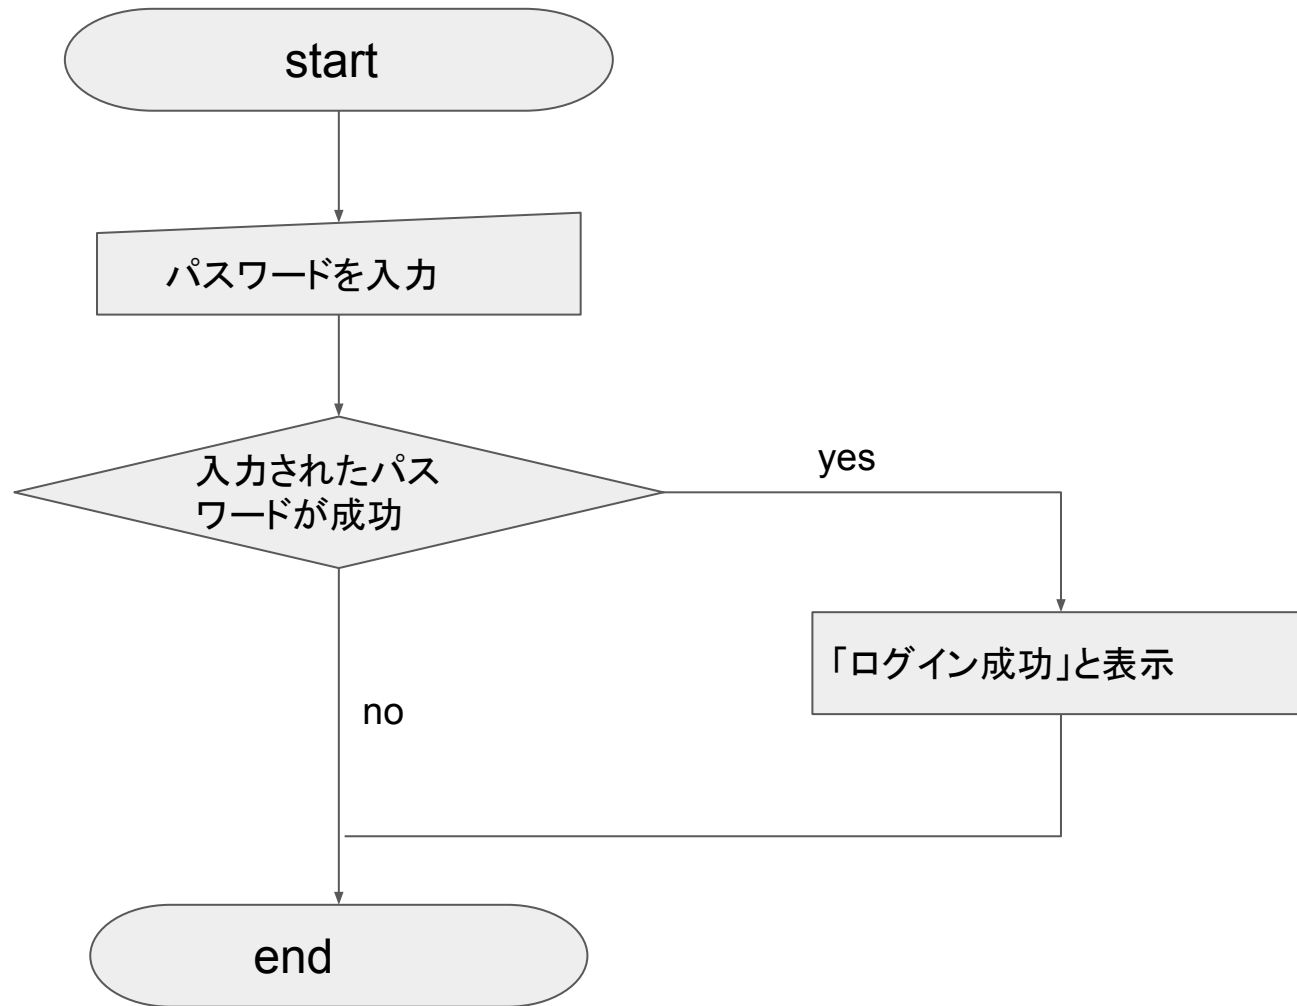 start
パスワードを入力
入力されたパス
ワードが成功
yes
「ログイン成功」と表示
no
end